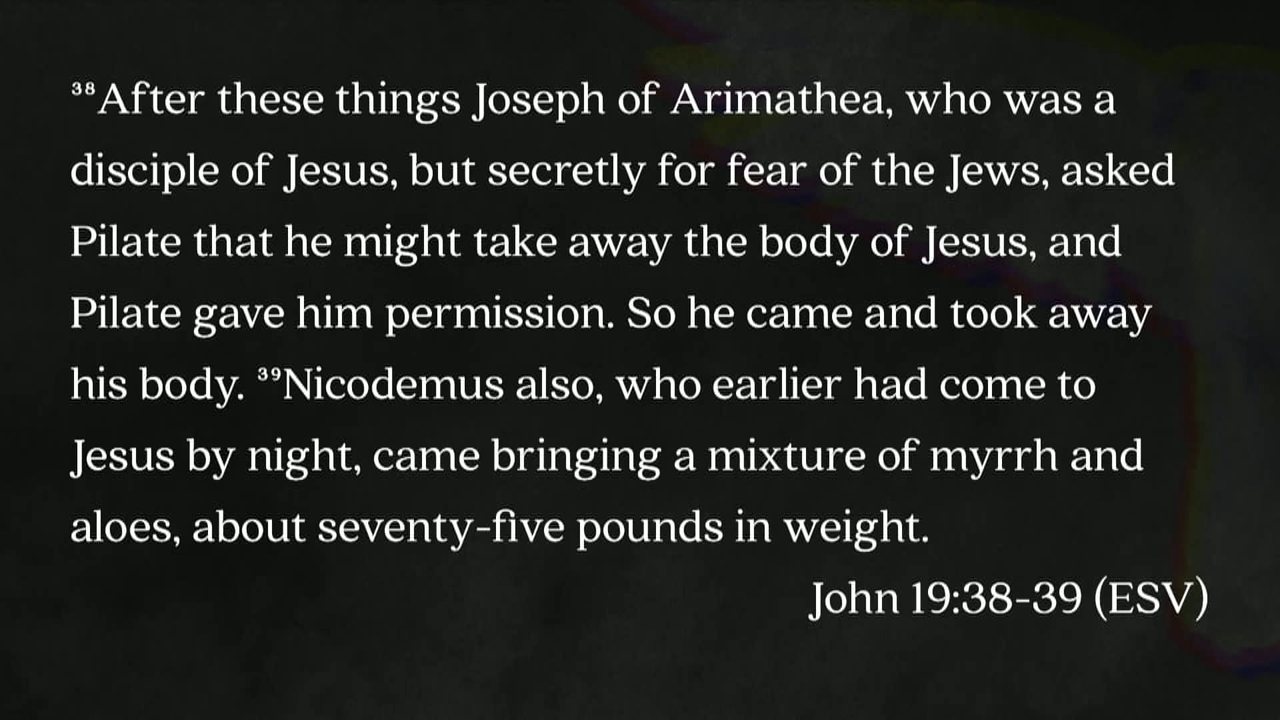 ³⁸After these things Joseph of Arimathea, who was a
disciple of Jesus, but secretly for fear of the Jews, asked
Pilate that he might take away the body of Jesus, and
Pilate gave him permission. So he came and took away
his body. ³⁹Nicodemus also, who earlier had come to
Jesus by night, came bringing a mixture of myrrh and
aloes, about seventy-five pounds in weight.
John 19:38-39 (ESV)